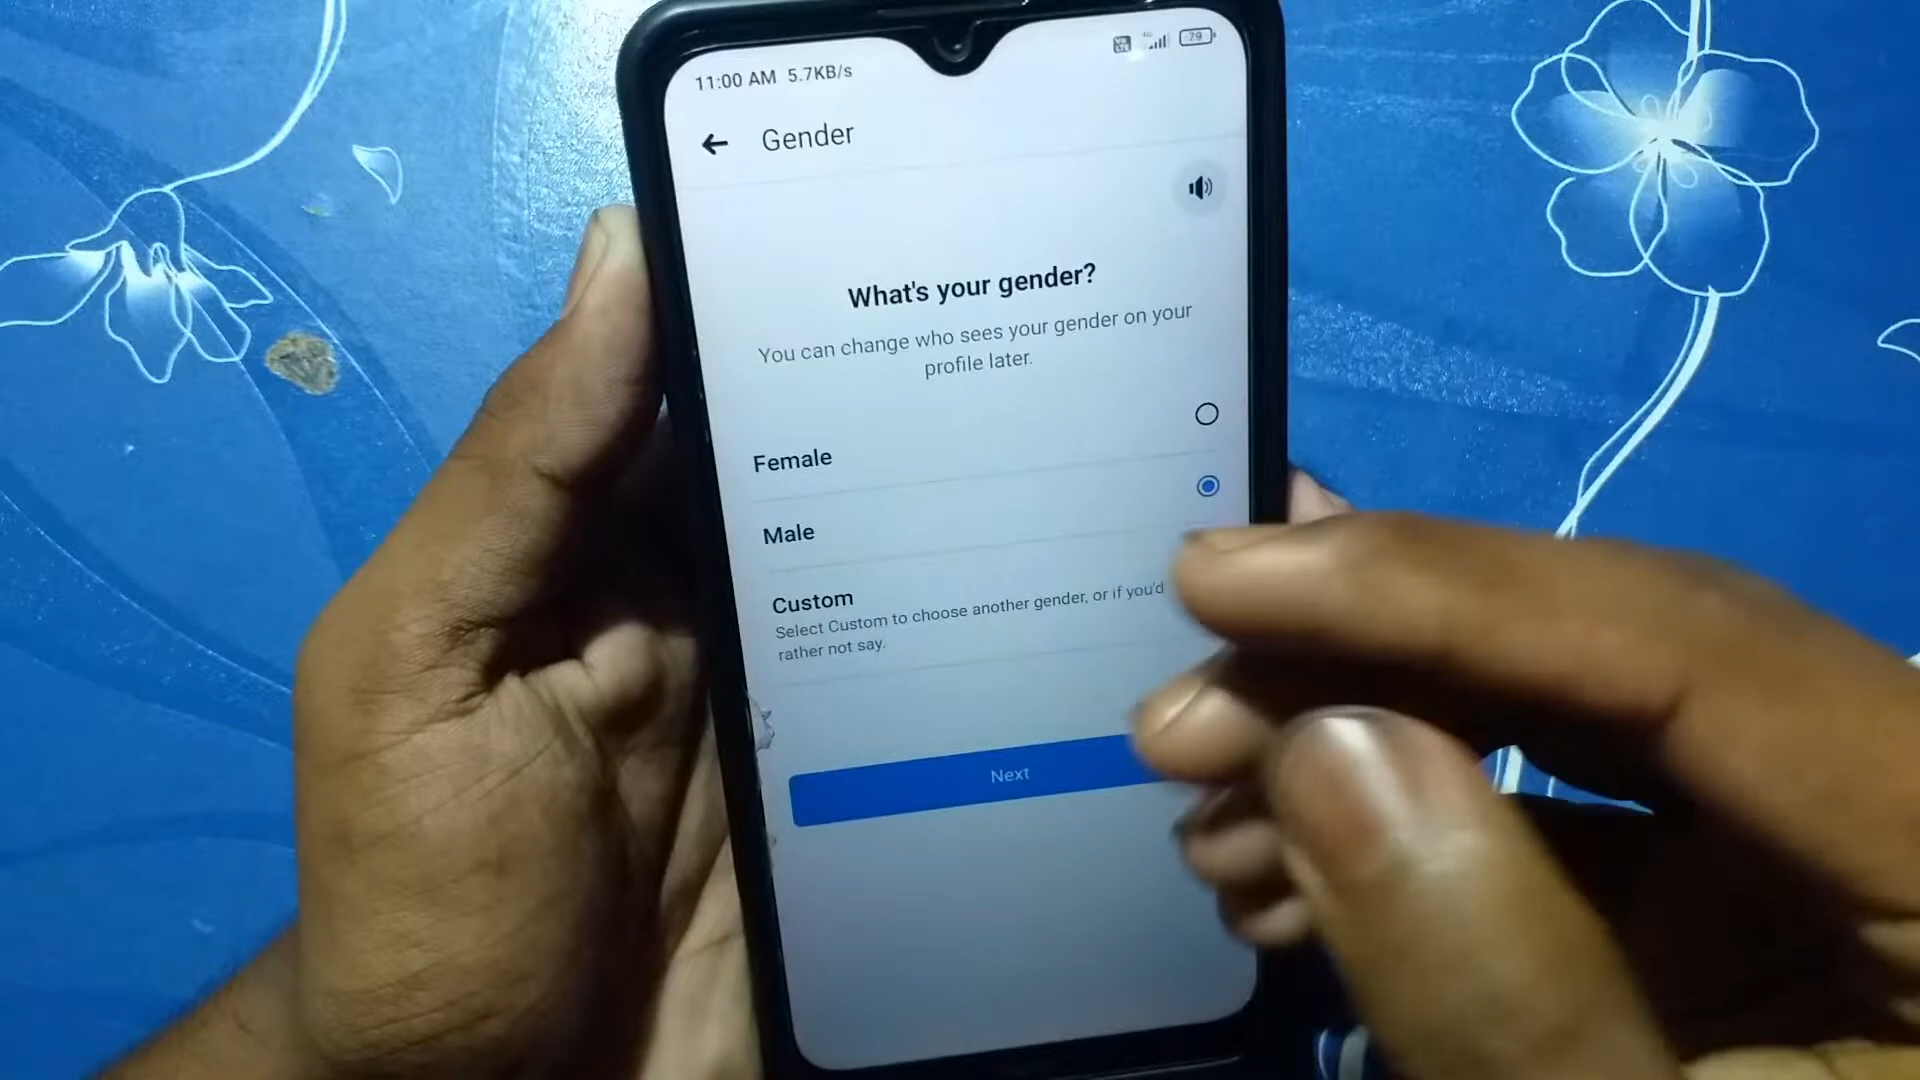 11:00 AM 5.7KB/s 79
Gender
What's your gender?
You can change who sees your gender on your
profile later.
Female
Male
Custom
Select Custom to choose another gender, or if you'd
rather not say.
Next